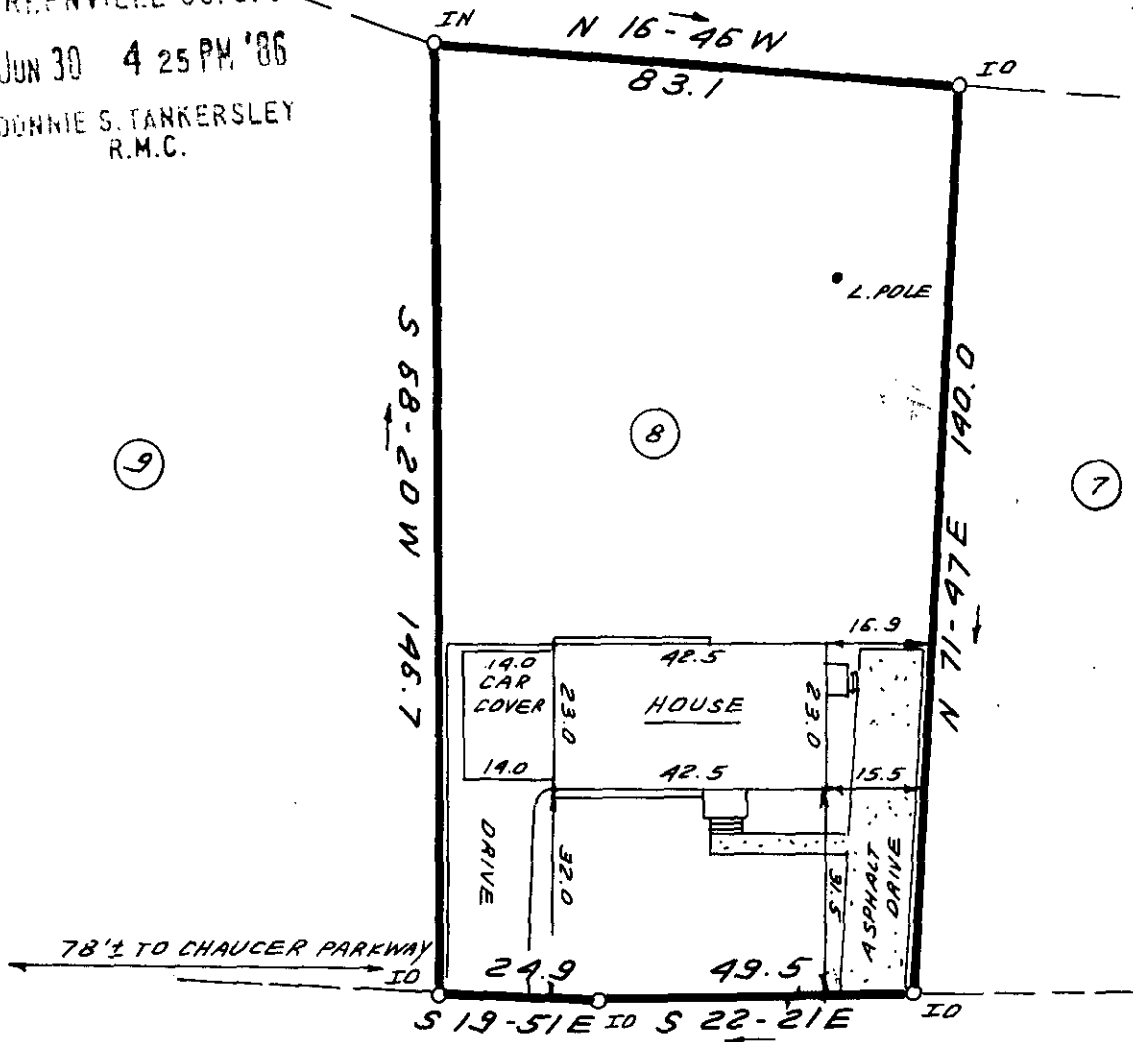 REENVILLE CO.
JUN 30 4 25 PM '86
DONNIE S. TANKERSLEY
R.M.C.
IN
N 16-46 W
IO
83.1
L. POLE
S 68-20 W 146.7
N 71-47 E 140.0
9
8
7
14.0
CAR
COVER
14.0
23.0
42.5
HOUSE
42.5
23.0
16.9
15.5
DRIVE
32.0
31.5
ASPHALT
DRIVE
78'± TO CHAUCER PARKWAY
IO
24.9
49.5
S 19-51 E
IO
S 22-21 E
IO